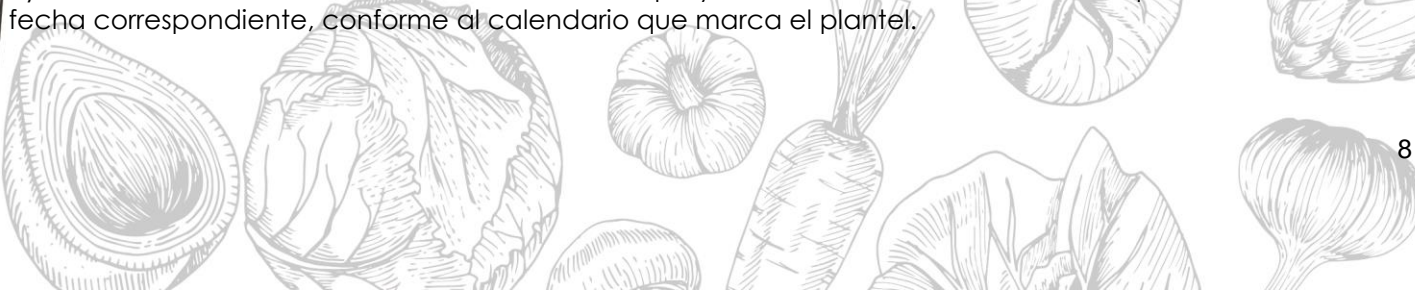 fecha correspondiente, conforme al calendario que marca el plantel.
8